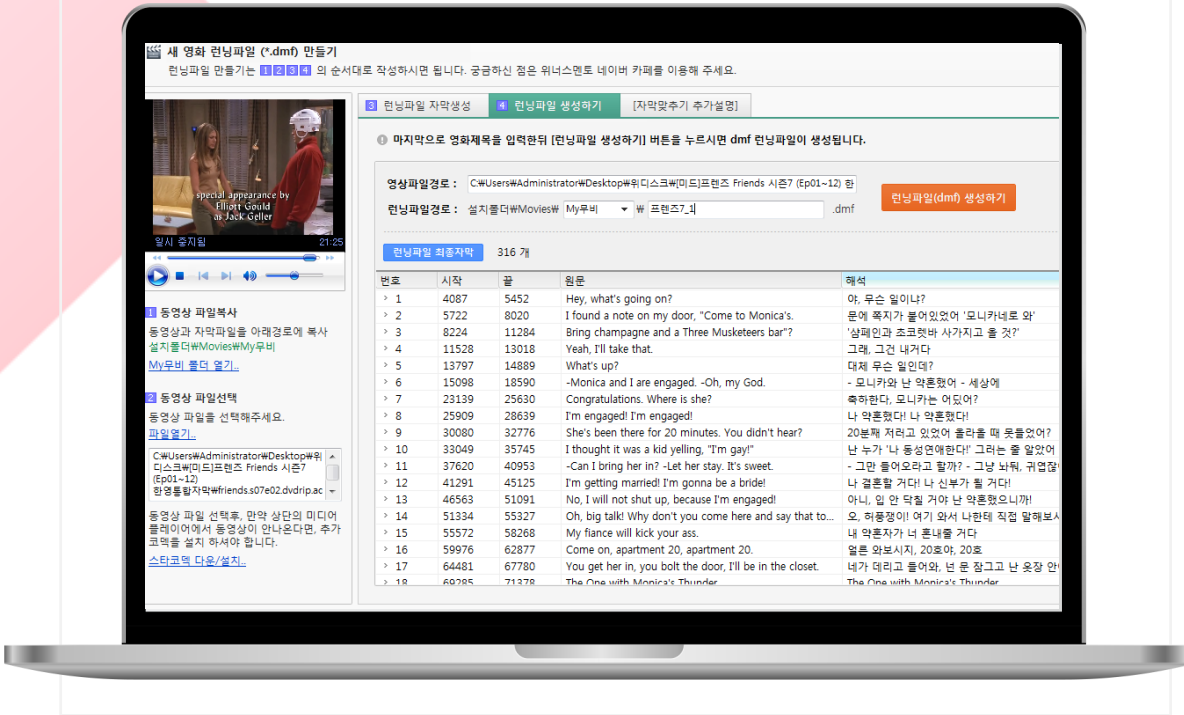 새 영화 런닝파일 (*.dmf) 만들기
런닝파일 만들기는 1 2 3 4 의 순서대로 작성하시면 됩니다. 궁금하신 점은 위너스멘토 네이버 카페를 이용해 주세요.
special appearance by
Elliott Gould
as Jack Geller
일시 중지됨 21:25
1 동영상 파일복사
동영상과 자막파일을 아래경로에 복사
설치폴더₩Movies₩My무비
My무비 폴더 열기..
2 동영상 파일선택
동영상 파일을 선택해주세요.
파일열기..
C:₩Users₩Administrator₩Desktop₩위
디스크₩[미드]프렌즈 Friends 시즌7
(Ep01~12)
한영통합자막₩friends.s07e02.dvdrip.ac
동영상 파일 선택후, 만약 상단의 미디어
플레이어에서 동영상이 안나온다면, 추가
코덱을 설치 하셔야 합니다.
스타코덱 다운/설치..
3 런닝파일 자막생성
4 런닝파일 생성하기
[자막맞추기 추가설명]
마지막으로 영화제목을 입력한뒤 [런닝파일 생성하기] 버튼을 누르시면 dmf 런닝파일이 생성됩니다.
영상파일경로 : C:₩Users₩Administrator₩Desktop₩위디스크₩[미드]프렌즈 Friends 시즌7 (Ep01~12) 한
런닝파일경로 : 설치폴더₩Movies₩ My무비 ₩ 프렌즈7_1 .dmf
런닝파일(dmf) 생성하기
런닝파일 최종자막 316 개
번호 시작 끝 원문 해석
1 4087 5452 Hey, what's going on? 야, 무슨 일이냐?
2 5722 8020 I found a note on my door, "Come to Monica's. 문에 쪽지가 붙어있었어 '모니카네로 와'
3 8224 11284 Bring champagne and a Three Musketeers bar"? '샴페인과 초코렛바 사가지고 올 것?'
4 11528 13018 Yeah, I'll take that. 그래, 그건 내거다
5 13797 14889 What's up? 대체 무슨 일인데?
6 15098 18590 -Monica and I are engaged. -Oh, my God. - 모니카와 난 약혼했어 - 세상에
7 23139 25630 Congratulations. Where is she? 축하한다, 모니카는 어딨어?
8 25909 28639 I'm engaged! I'm engaged! 나 약혼했다! 나 약혼했다!
9 30080 32776 She's been there for 20 minutes. You didn't hear? 20분째 저러고 있었어 올라올 때 못들었어?
10 33049 35745 I thought it was a kid yelling, "I'm gay!" 난 누가 '나 동성연애한다!' 그러는 줄 알았어
11 37620 40953 -Can I bring her in? -Let her stay. It's sweet. - 그만 들어오라고 할까? - 그냥 놔둬, 귀엽잖
12 41291 45125 I'm getting married! I'm gonna be a bride! 나 결혼할 거다! 나 신부가 될 거다!
13 46563 51091 No, I will not shut up, because I'm engaged! 아니, 입 안 닥칠 거야 난 약혼했으니까!
14 51334 55327 Oh, big talk! Why don't you come here and say that to... 오, 허풍쟁이! 여기 와서 나한테 직접 말해보시
15 55572 58268 My fiance will kick your ass. 내 약혼자가 너 혼내줄 거다
16 59976 62877 Come on, apartment 20, apartment 20. 얼른 와보시지, 20호야, 20호
17 64481 67780 You get her in, you bolt the door, I'll be in the closet. 네가 데리고 들어와, 넌 문 잠그고 난 옷장 안
18 69285 71378 The One with Monica's Thunder The One with Monica's Thunder